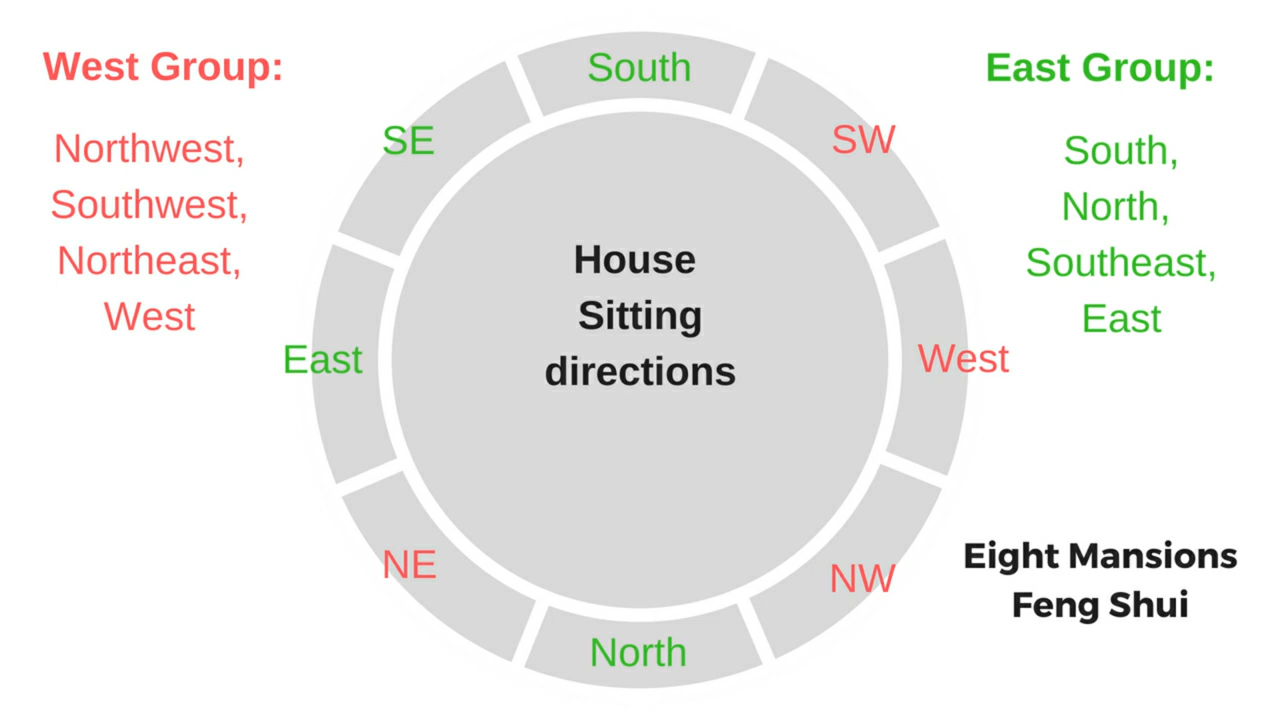 West Group:
Northwest,
Southwest,
Northeast,
West
South
SE
SW
East
West
NE
NW
North
House
Sitting
directions
East Group:
South,
North,
Southeast,
East
Eight Mansions
Feng Shui